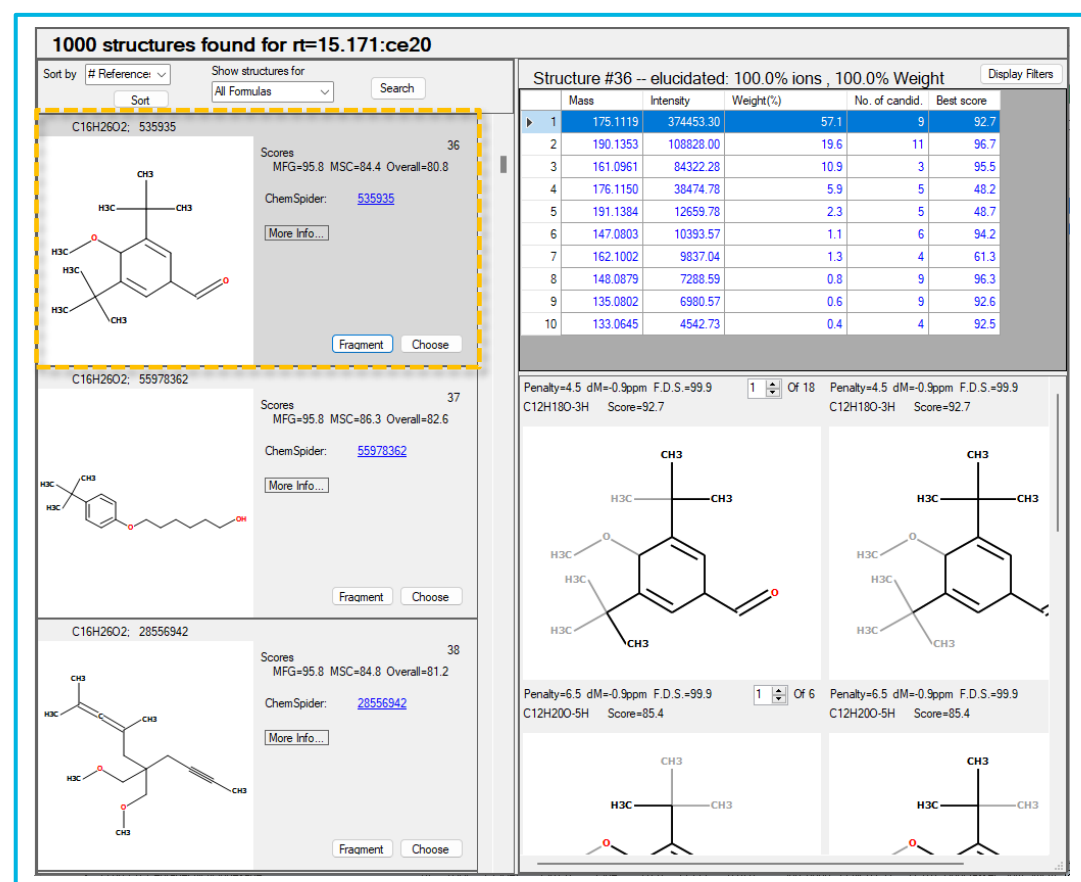 1000 structures found for rt=15.171:ce20
Sort by # Reference: Show structures for
All Formulas Search
Sort
C16H26O2; 535935
36
Scores
MFG=95.8 MSC=84.4 Overall=80.8
ChemSpider: 535935
More Info...
CH3
H3C CH3
O
H3C
H3C
O
H3C
CH3
Fragment Choose
C16H26O2; 55978362
37
Scores
MFG=95.8 MSC=86.3 Overall=82.6
ChemSpider: 55978362
More Info...
CH3
H3C
H3C
OH
O
Fragment Choose
C16H26O2; 28556942
38
Scores
MFG=95.8 MSC=84.8 Overall=81.2
ChemSpider: 28556942
More Info...
CH3
H3C C CH3
O
H3C
CH3
O
CH3
Fragment Choose
Structure #36 -- elucidated: 100.0% ions , 100.0% Weight Display Filters
Mass Intensity Weight(%) No. of candid. Best score
1 175.1119 374453.30 57.1 9 92.7
2 190.1353 108828.00 19.6 11 96.7
3 161.0961 84322.28 10.9 3 95.5
4 176.1150 38474.78 5.9 5 48.2
5 191.1384 12659.78 2.3 5 48.7
6 147.0803 10393.57 1.1 6 94.2
7 162.1002 9837.04 1.3 4 61.3
8 148.0879 7288.59 0.8 9 96.3
9 135.0802 6980.57 0.6 9 92.6
10 133.0645 4542.73 0.4 4 92.5
Penalty=4.5 dM=-0.9ppm F.D.S.=99.9 1 Of 18 Penalty=4.5 dM=-0.9ppm F.D.S.=99.9
C12H18O-3H Score=92.7 C12H18O-3H Score=92.7
CH3 CH3
H3C CH3 H3C CH3
O O
H3C H3C
H3C H3C
O
H3C H3C
CH3 CH3
Penalty=6.5 dM=-0.9ppm F.D.S.=99.9 1 Of 6 Penalty=6.5 dM=-0.9ppm F.D.S.=99.9
C12H20O-5H Score=85.4 C12H20O-5H Score=85.4
CH3 CH3
H3C CH3 H3C CH3
O O